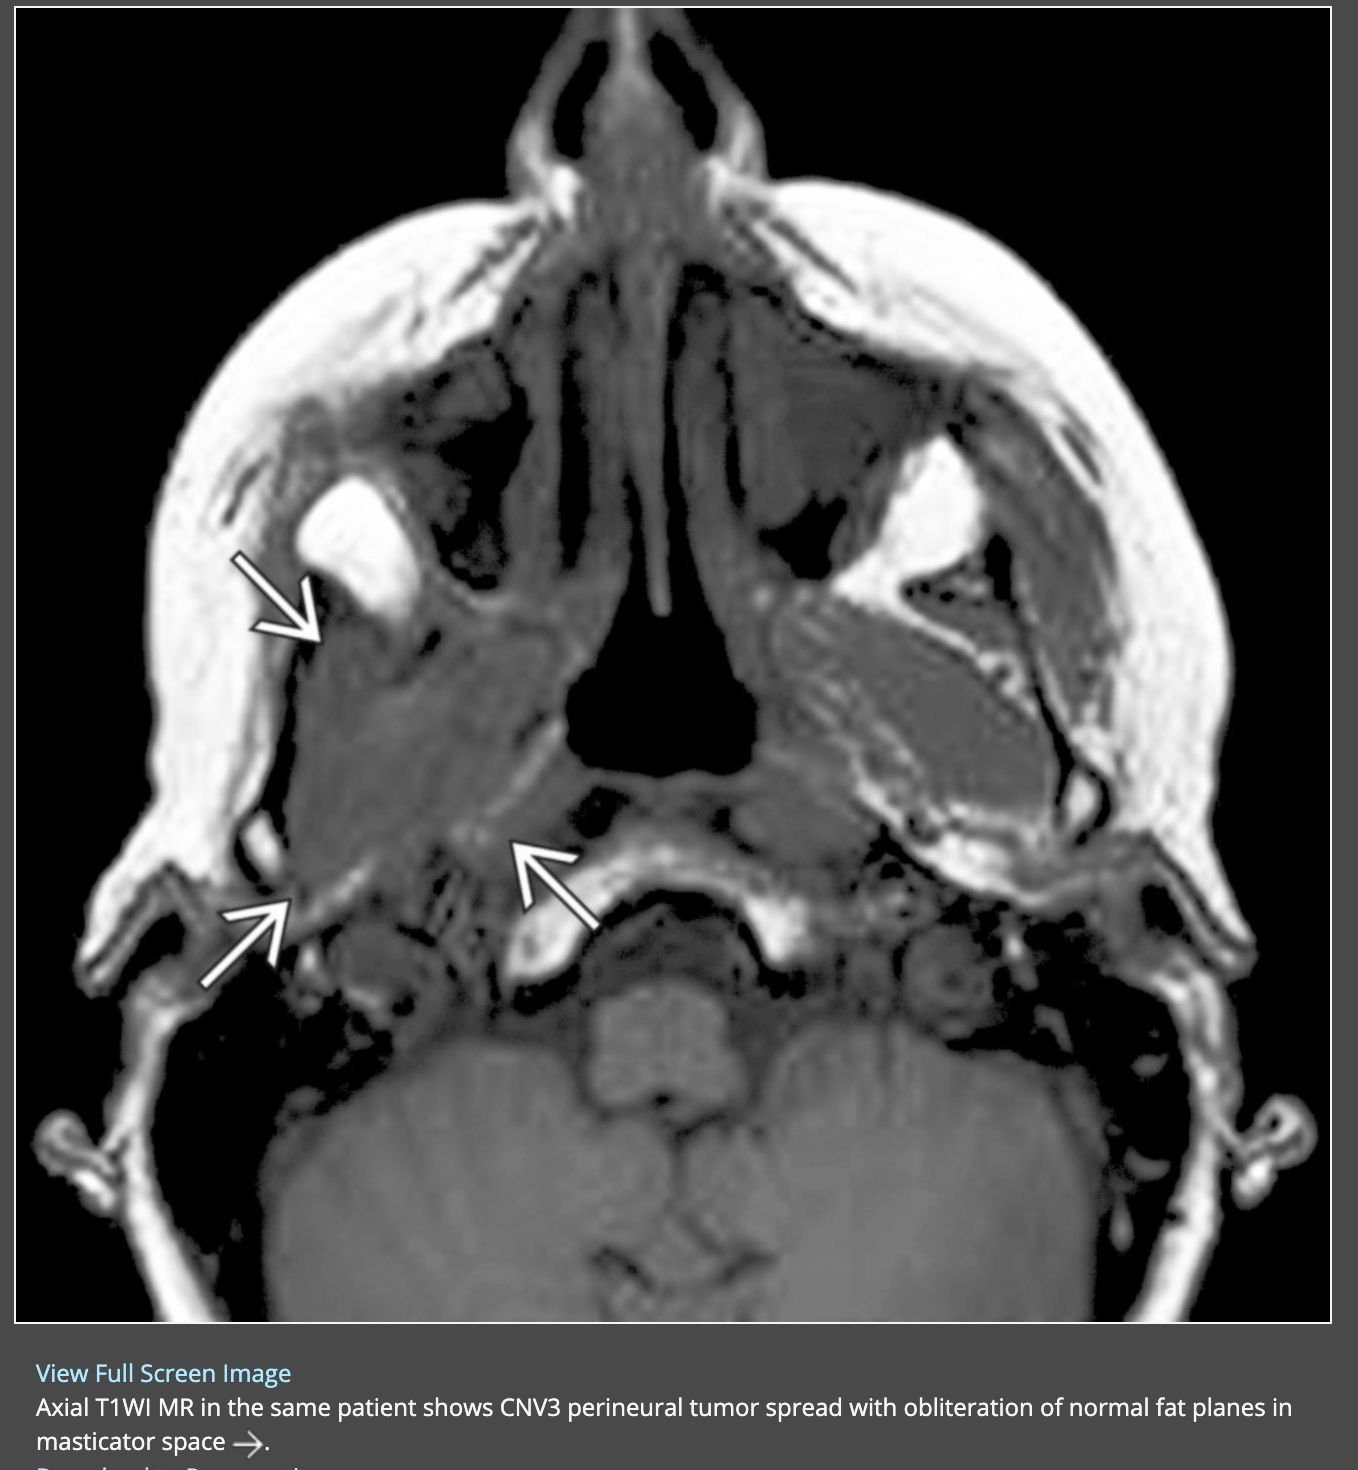 View Full Screen Image
Axial T1WI MR in the same patient shows CNV3 perineural tumor spread with obliteration of normal fat planes in
masticator space →.